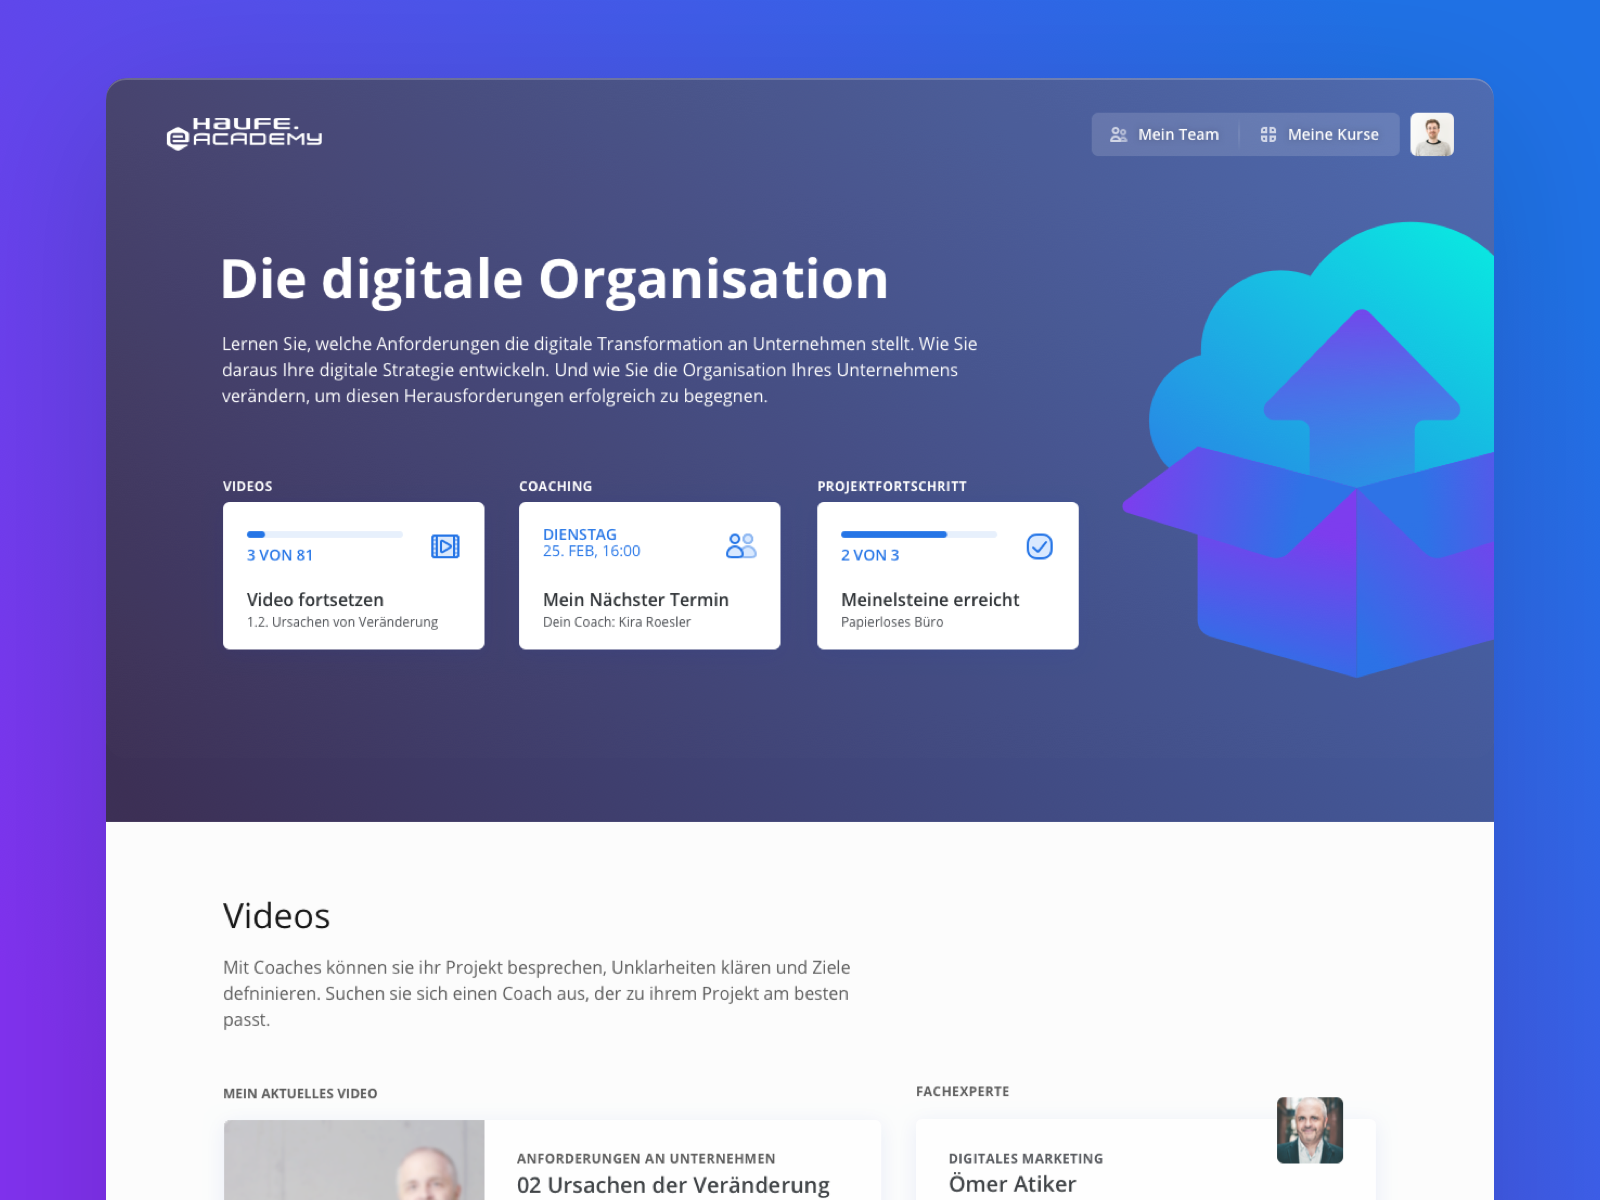 HAUFE.
ACADEMY
Mein Team
Meine Kurse
Die digitale Organisation
Lernen Sie, welche Anforderungen die digitale Transformation an Unternehmen stellt. Wie Sie
daraus Ihre digitale Strategie entwickeln. Und wie Sie die Organisation Ihres Unternehmens
verändern, um diesen Herausforderungen erfolgreich zu begegnen.
VIDEOS
3 VON 81
Video fortsetzen
1.2. Ursachen von Veränderung
COACHING
DIENSTAG
25. FEB, 16:00
Mein Nächster Termin
Dein Coach: Kira Roesler
PROJEKTFORTSCHRITT
2 VON 3
Meinelsteine erreicht
Papierloses Büro
Videos
Mit Coaches können sie ihr Projekt besprechen, Unklarheiten klären und Ziele
defninieren. Suchen sie sich einen Coach aus, der zu ihrem Projekt am besten
passt.
MEIN AKTUELLES VIDEO
ANFORDERUNGEN AN UNTERNEHMEN
02 Ursachen der Veränderung
FACHEXPERTE
DIGITALES MARKETING
Ömer Atiker